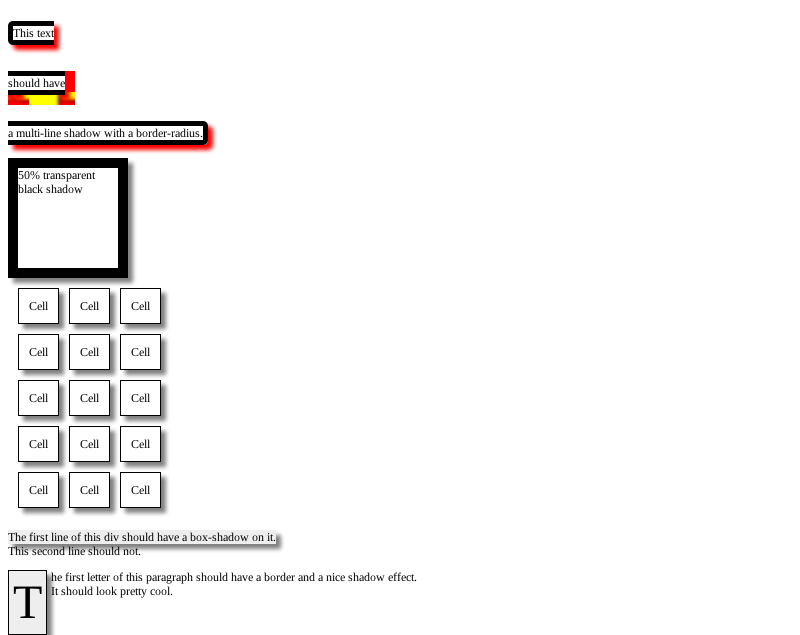 This text
should have
a multi-line shadow with a border-radius.
50% transparent
black shadow
Cell Cell Cell
Cell Cell Cell
Cell Cell Cell
Cell Cell Cell
Cell Cell Cell
The first line of this div should have a box-shadow on it.
This second line should not.
The first letter of this paragraph should have a border and a nice shadow effect.
It should look pretty cool.